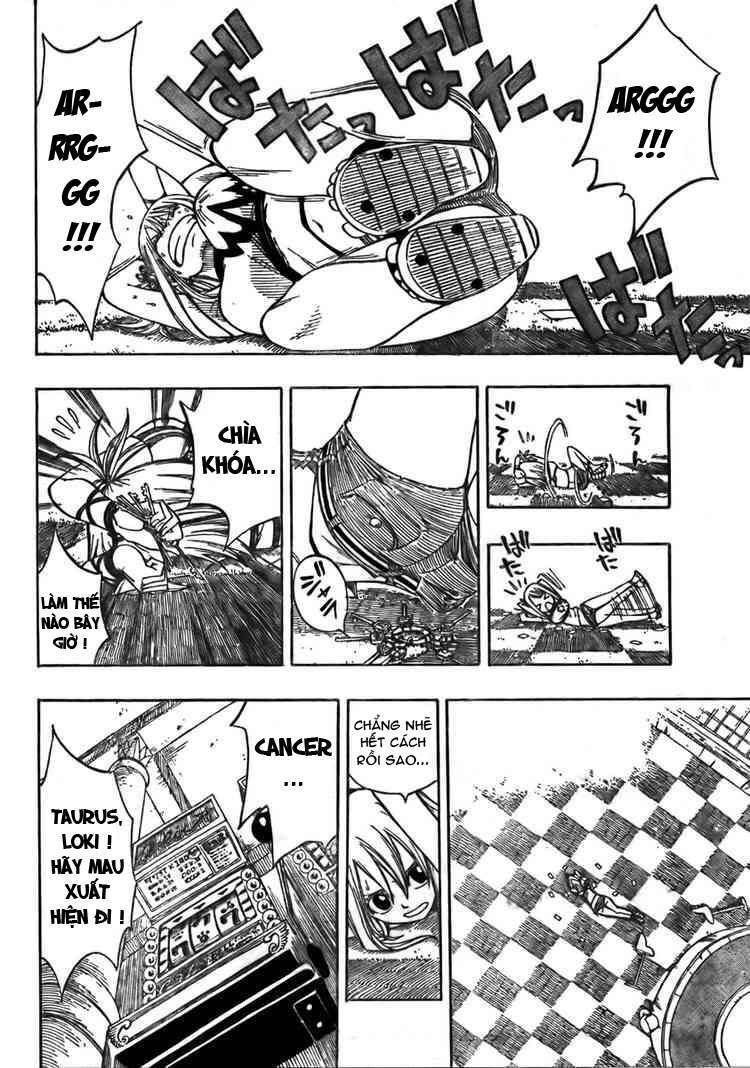 ARGGG
!!!
AR-
RRG-
GG
!!!
ばたっ
ばたっ
ばたっ
ごろん
ごろん
ばた
ばた
CHÌA
KHÓA...
LÀM THẾ
NÀO BÂY
GIỜ !
CHẲNG NHẼ
HẾT CÁCH
RỒI SAO...
CANCER
...
TAURUS,
LOKI !
HÃY MAU
XUẤT
HIỆN ĐI !
777